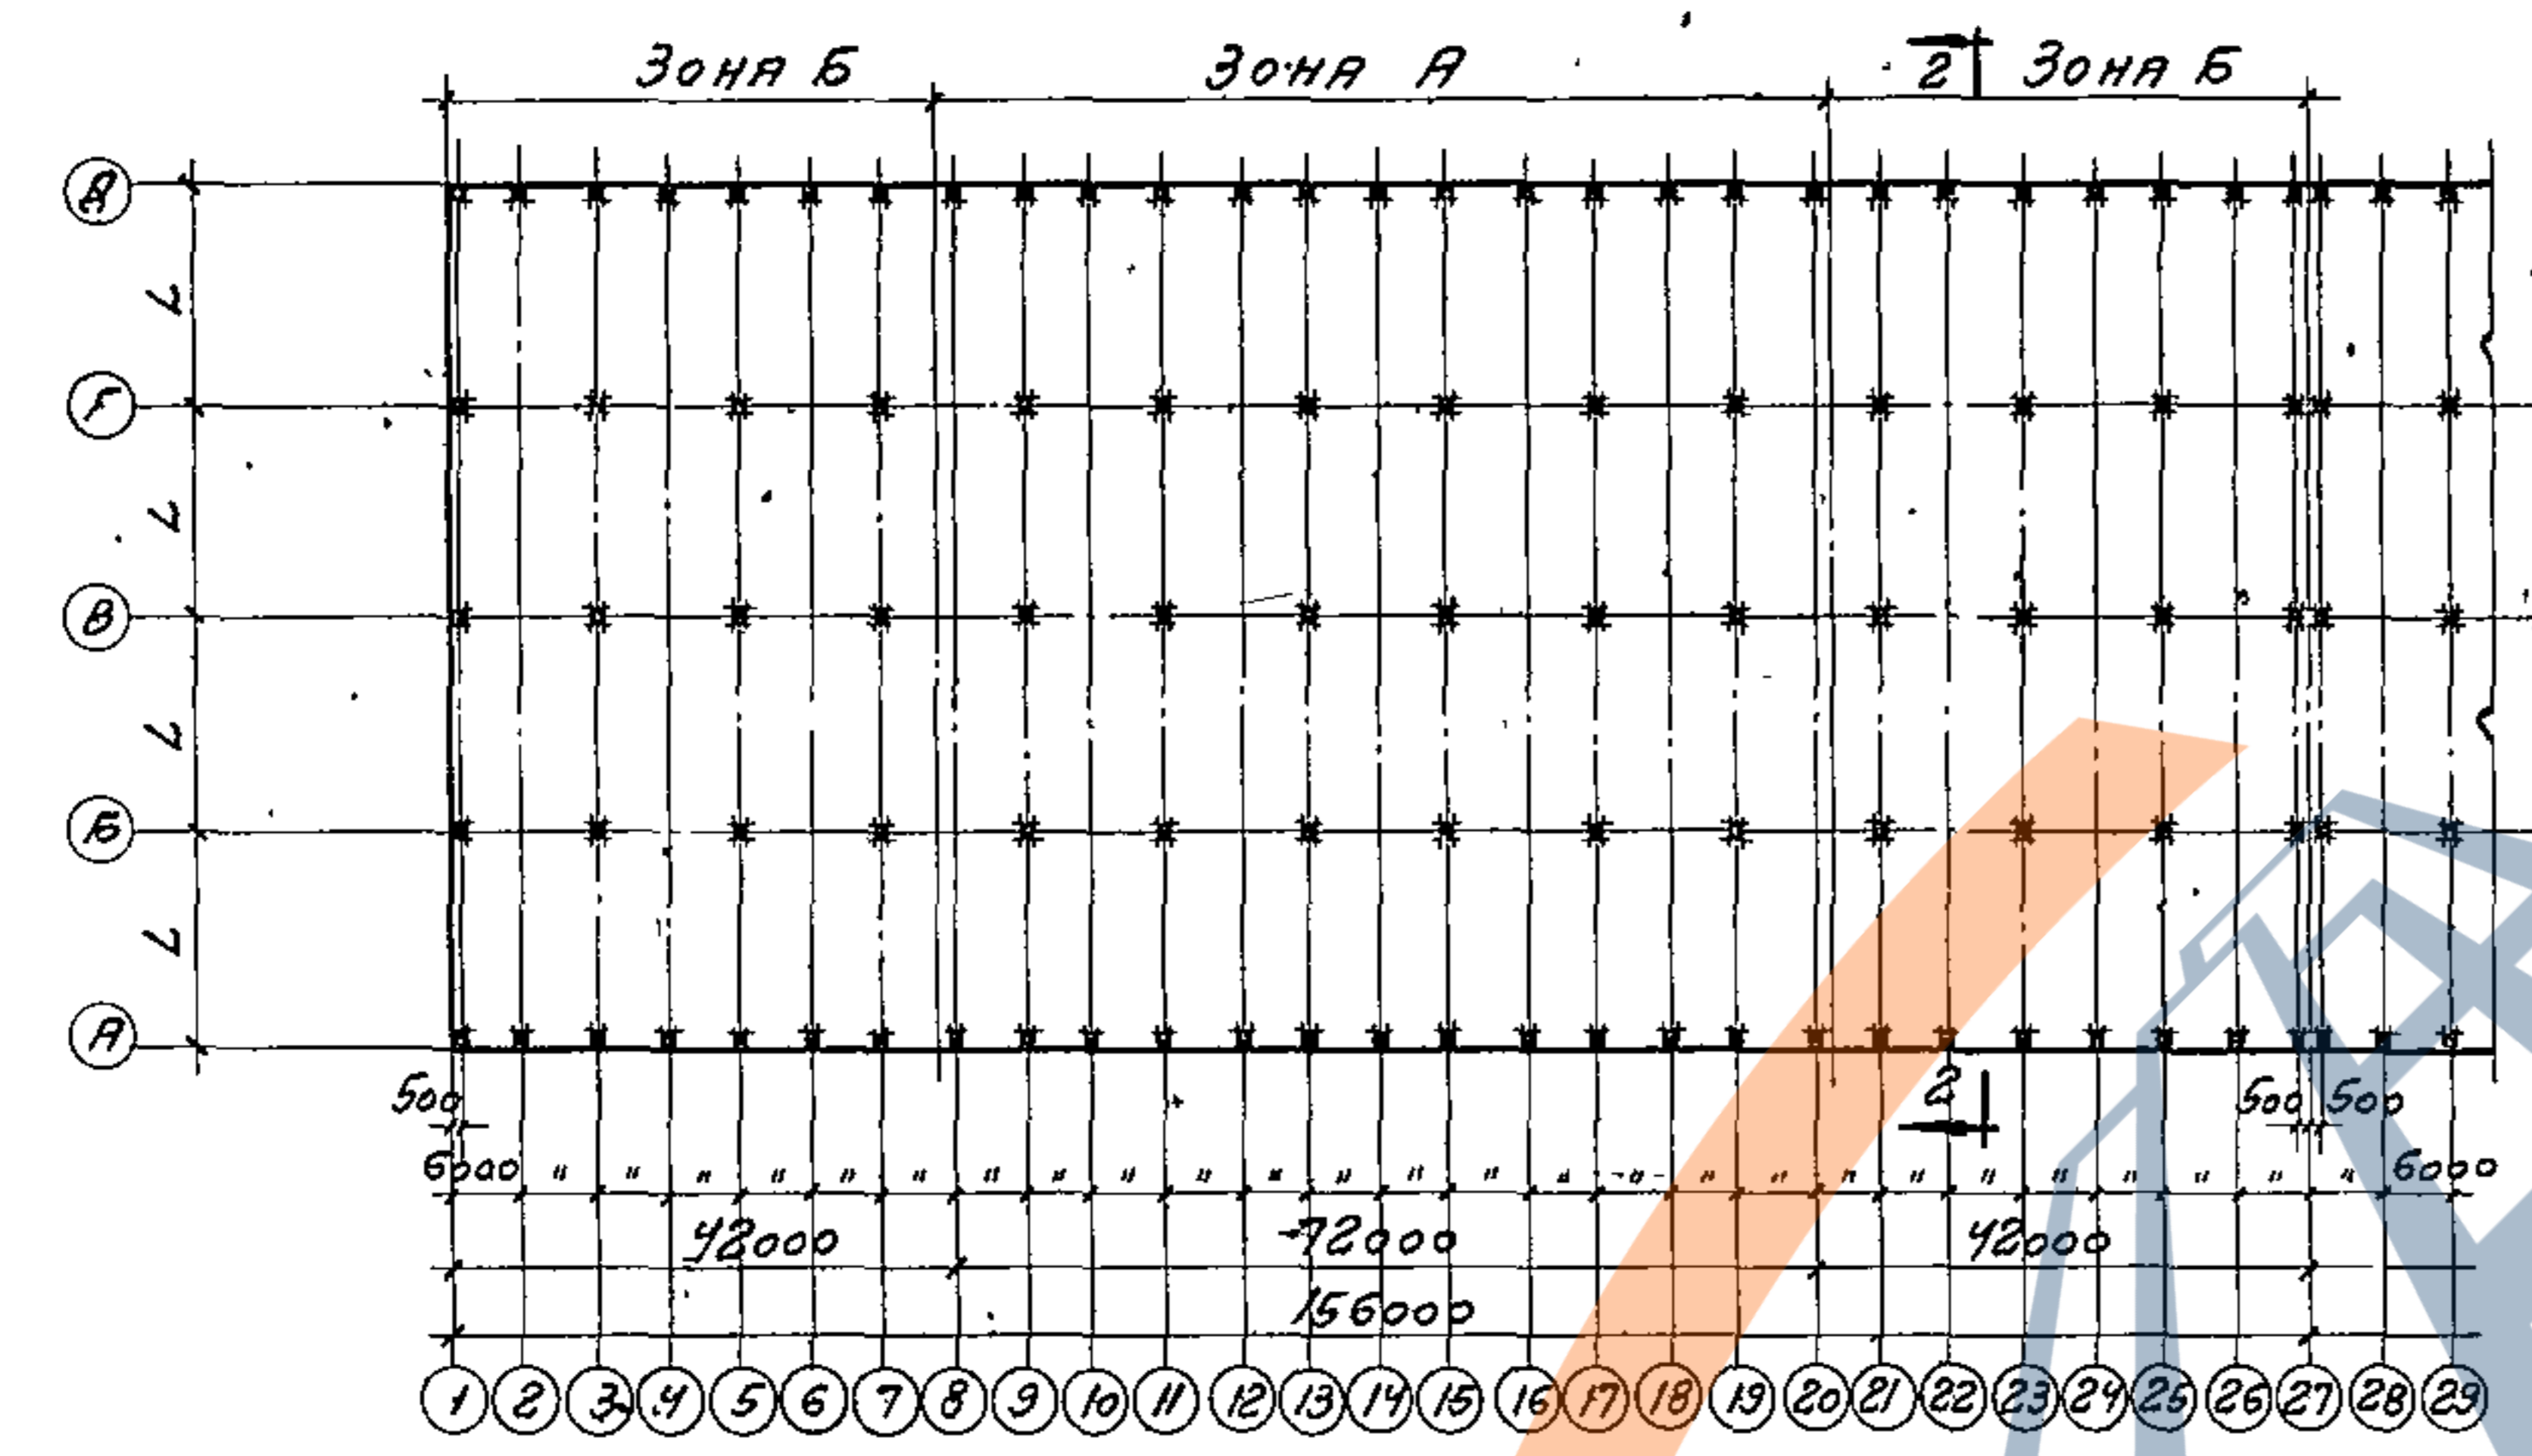 Зона Б Зона А 2 Зона Б
Д
L
Г
L
В
L
Б
L
А
500 2 500 500
6000 " " " " " " " " " " " " " " " -"- " " " " " " " " " " 6000
42000 72000 42000
156000
1 2 3 4 5 6 7 8 9 10 11 12 13 14 15 16 17 18 19 20 21 22 23 24 25 26 27 28 29